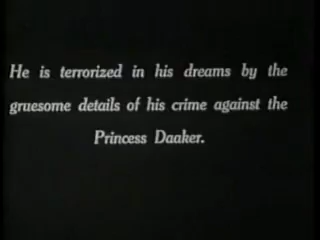 He is terrorized in his dreams by the
gruesome details of his crime against the
Princess Daaker.